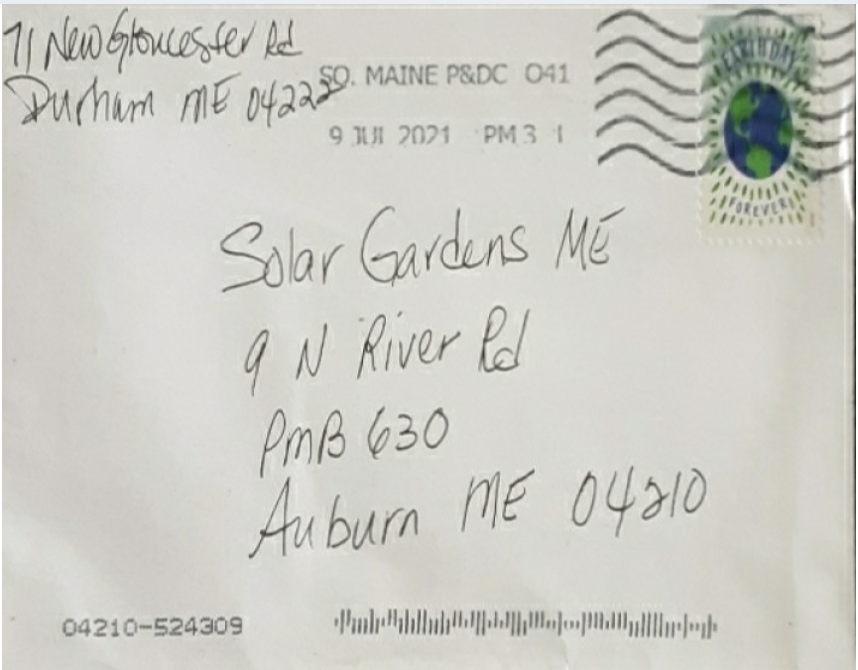 71 New Gloucester Rd
Durham ME 04222
SO. MAINE P&DC 041
9 JUL 2021 PM 3 1
EARTH DAY
FOREVER
Solar Gardens ME
9 N River Rd
PMB 630
Auburn ME 04210
04210-524309